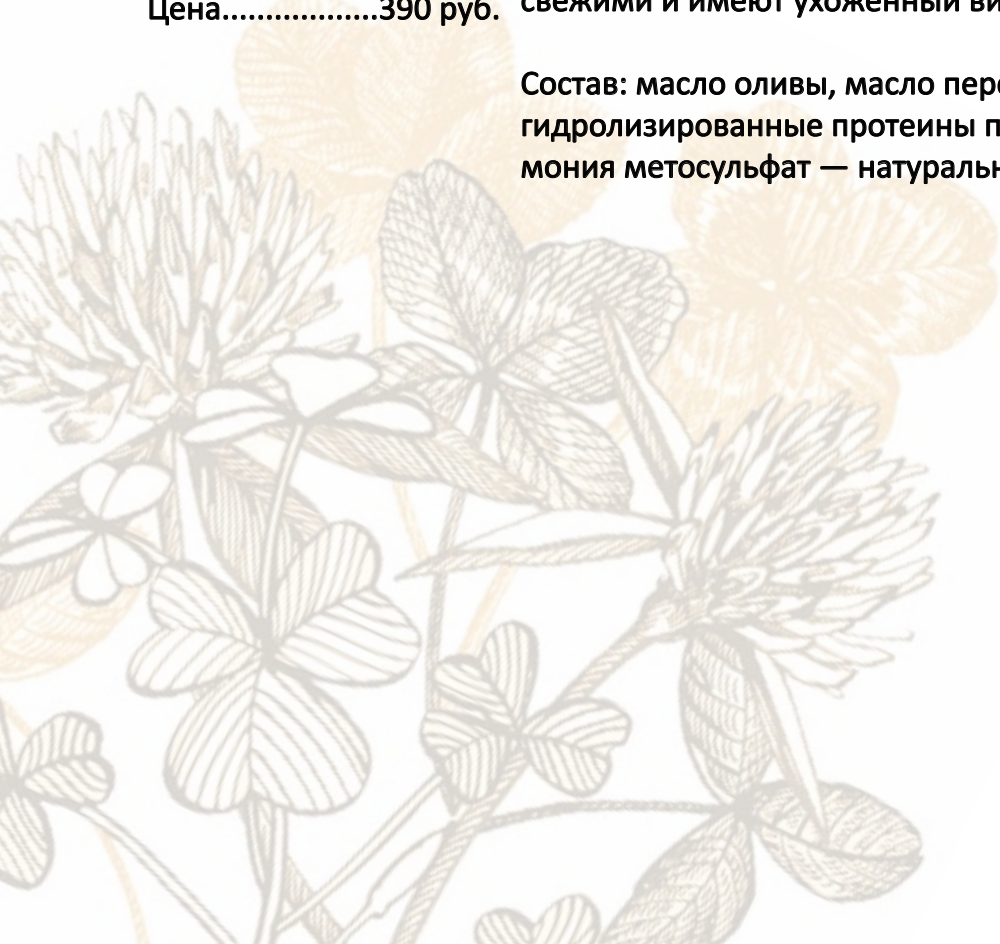 Цена..................390 руб.
свежими и имеют ухоженный
Состав: масло оливы, масло
гидролизированные протеины
мония метосульфат —